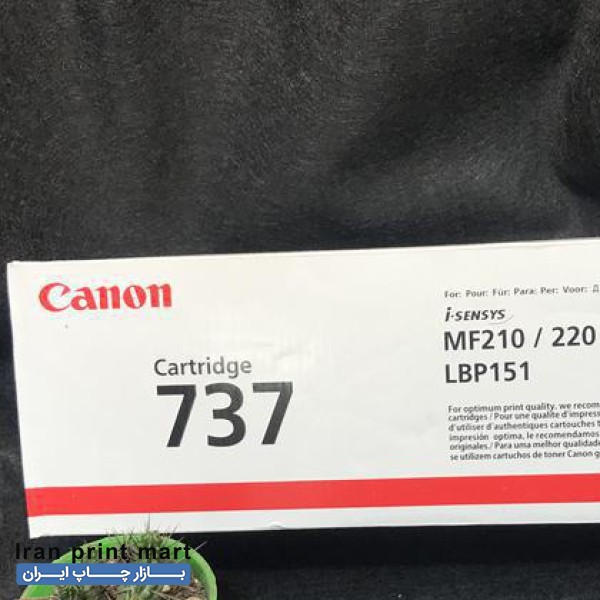 Canon
Cartridge
737
For: Pour: Für: Para: Per: Voor:
i-SENSYS
MF210 / 220
LBP151
For optimum print quality, we recom
cartridges / Pour une qualité d'impress
d'utiliser d'authentiques cartouches t
impresión optima, le recomendamos
originales./ Para uma melhor qualidade
se utilizem cartuchos de toner Canon g
Iran print mart
بازار چاپ ایران